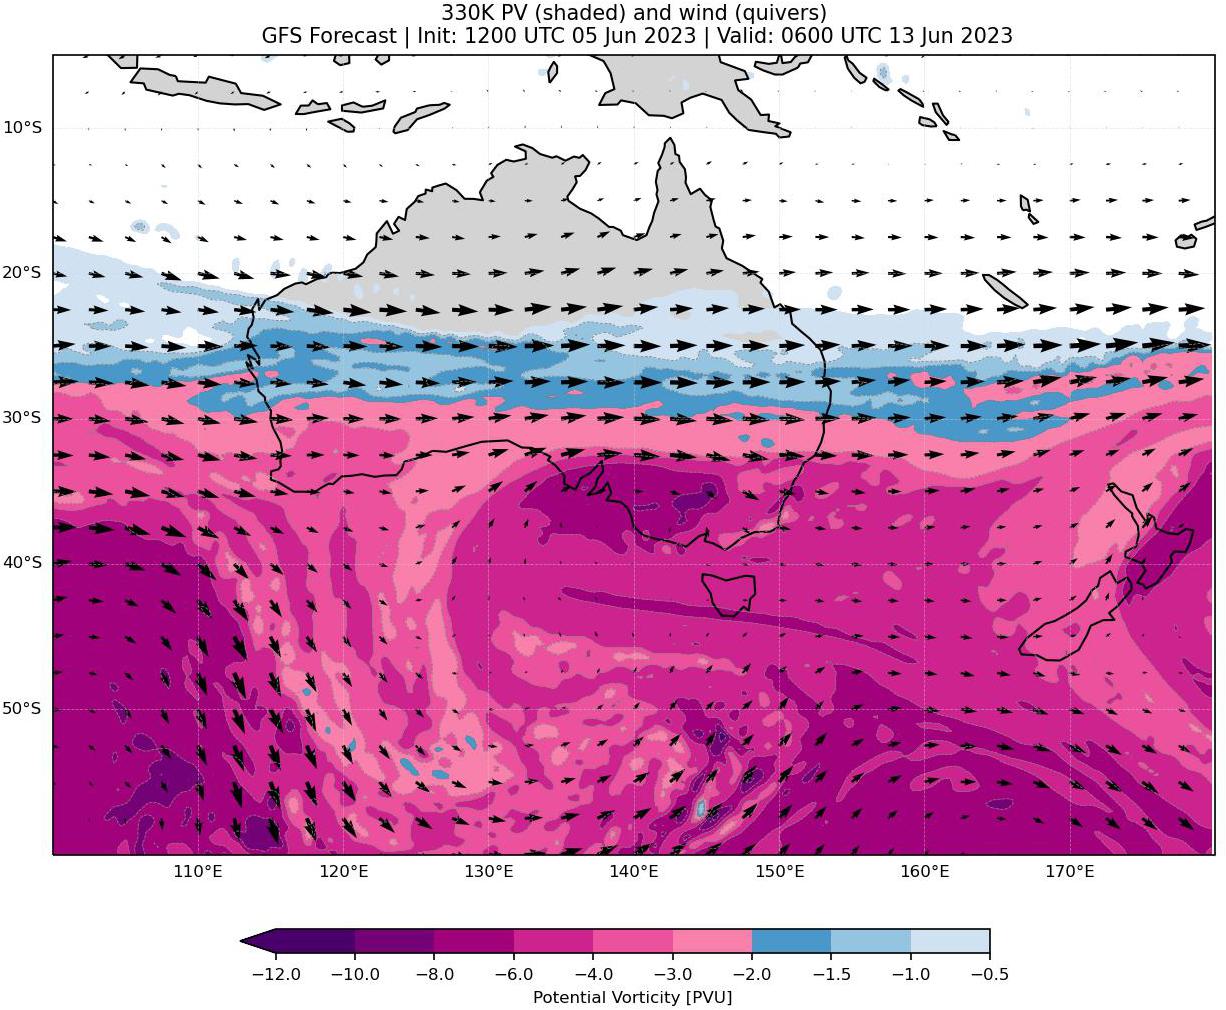 330K PV (shaded) and wind (quivers)
GFS Forecast | Init: 1200 UTC 05 Jun 2023 | Valid: 0600 UTC 13 Jun 2023
10°S
20°S
30°S
40°S
50°S
110°E 120°E 130°E 140°E 150°E 160°E 170°E
−12.0 −10.0 −8.0 −6.0 −4.0 −3.0 −2.0 −1.5 −1.0 −0.5
Potential Vorticity [PVU]